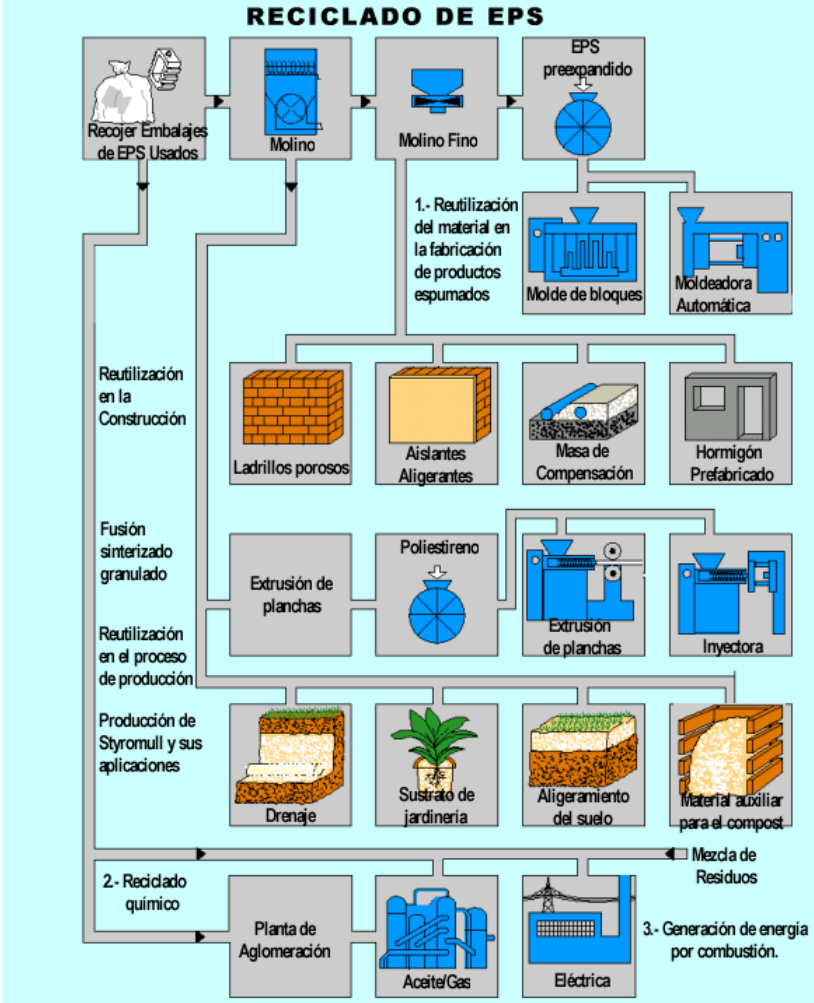 RECICLADO DE EPS
Recojer Embalajes
de EPS Usados
Molino
Molino Fino
EPS
preexpandido
1.- Reutilización
del material en
la fabricación
de productos
espumados
Molde de bloques
Moldeadora
Automática
Reutilización
en la
Construcción
Ladrillos porosos
Aislantes
Aligerantes
Masa de
Compensación
Hormigón
Prefabricado
Fusión
sinterizado
granulado
Extrusión de
planchas
Poliestireno
Extrusión
de planchas
Inyectora
Reutilización
en el proceso
de producción
Producción de
Styromull y sus
aplicaciones
Drenaje
Sustrato de
jardinería
Aligeramiento
del suelo
Material auxiliar
para el compost
Mezcla de
Residuos
2.- Reciclado
químico
Planta de
Aglomeración
Aceite/Gas
Eléctrica
3.- Generación de energía
por combustión.